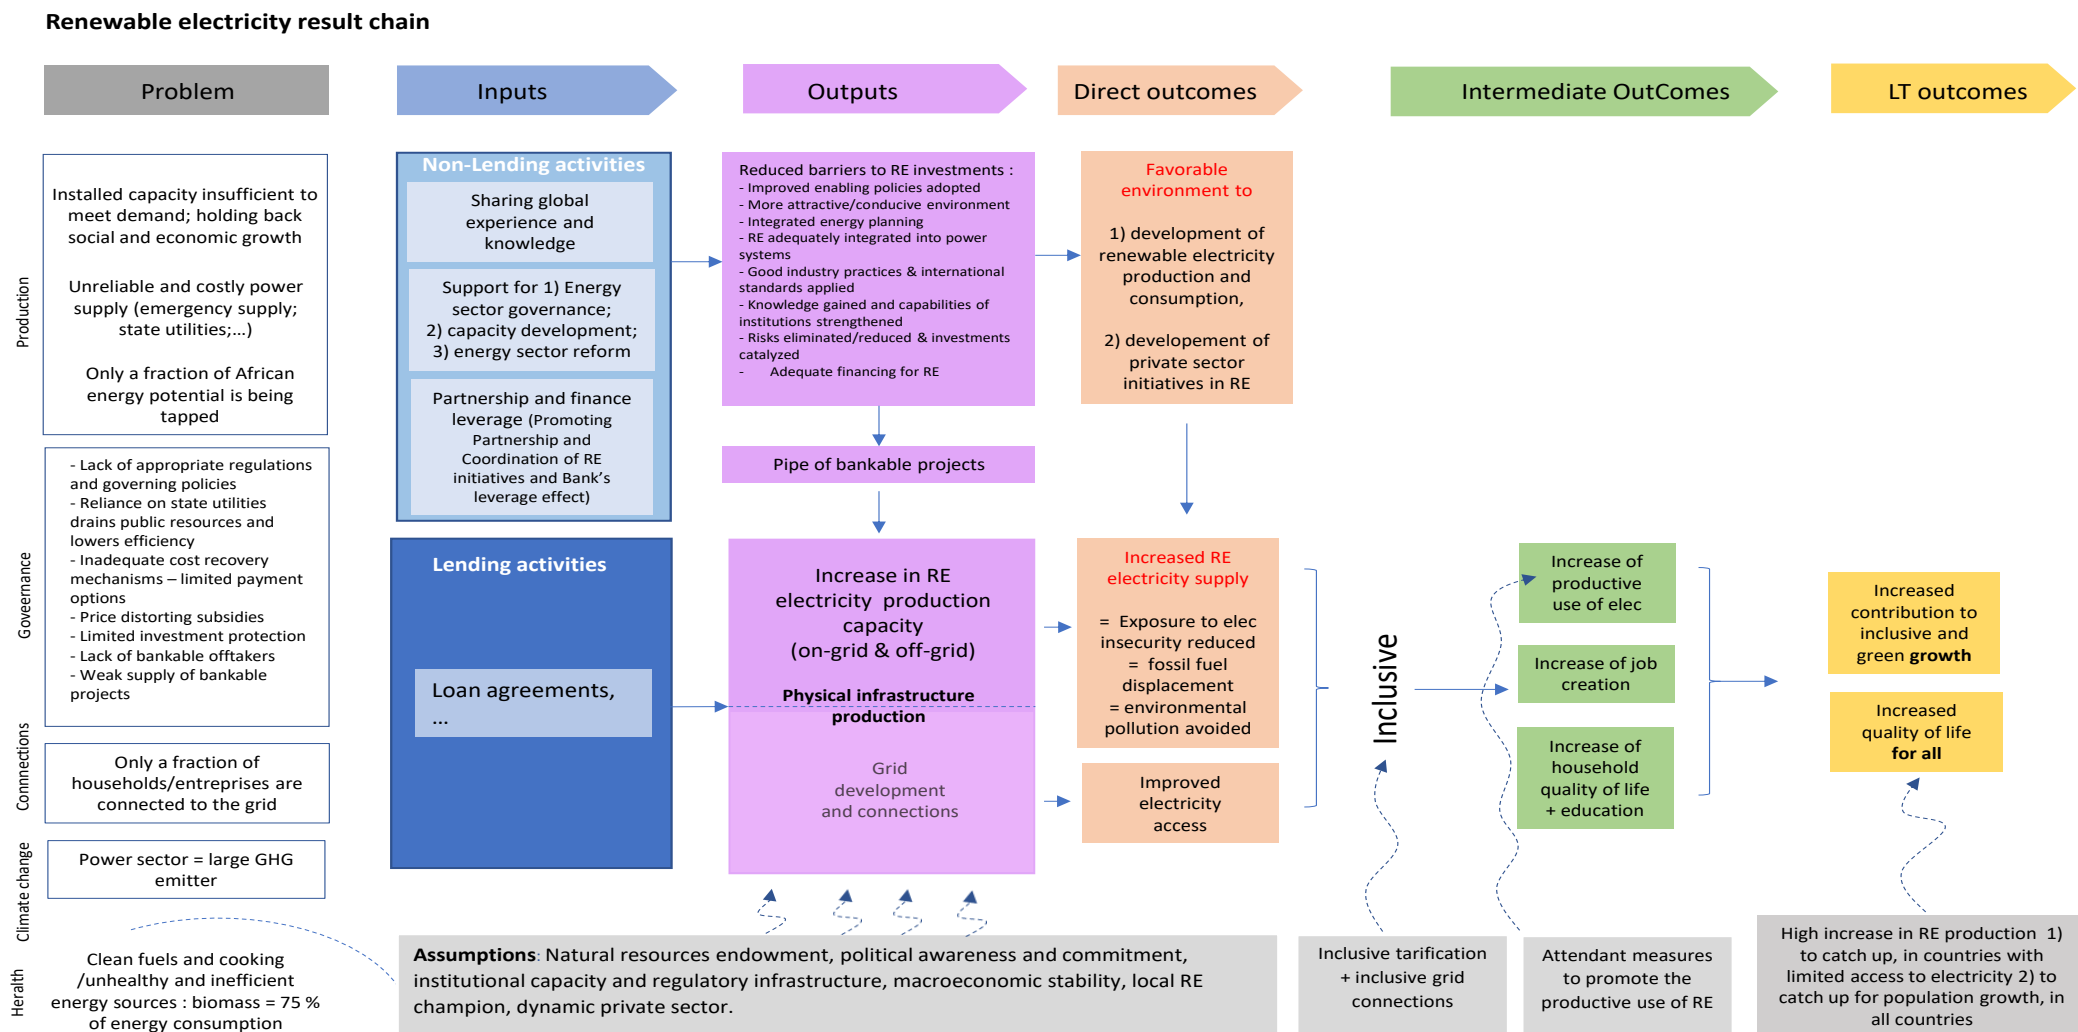 Renewable electricity result chain
Problem
Inputs
Outputs
Direct outcomes
Intermediate OutComes
LT outcomes
Production
Installed capacity insufficient to
meet demand; holding back
social and economic growth
Unreliable and costly power
supply (emergency supply;
state utilities;...)
Only a fraction of African
energy potential is being
tapped
Goveernance
- Lack of appropriate regulations
and governing policies
- Reliance on state utilities
drains public resources and
lowers efficiency
- Inadequate cost recovery
mechanisms – limited payment
options
- Price distorting subsidies
- Limited investment protection
- Lack of bankable offtakers
- Weak supply of bankable
projects
Connnections
Only a fraction of
households/entreprises are
connected to the grid
Climate change
Power sector = large GHG
emitter
Heralth
Clean fuels and cooking
/unhealthy and inefficient
energy sources : biomass = 75 %
of energy consumption
Non-Lending activities
Sharing global
experience and
knowledge
Support for 1) Energy
sector governance;
2) capacity development;
3) energy sector reform
Partnership and finance
leverage (Promoting
Partnership and
Coordination of RE
initiatives and Bank’s
leverage effect)
Lending activities
Loan agreements,
...
Reduced barriers to RE investments :
- Improved enabling policies adopted
- More attractive/conducive environment
- Integrated energy planning
- RE adequately integrated into power
systems
- Good industry practices & international
standards applied
- Knowledge gained and capabilities of
institutions strengthened
- Risks eliminated/reduced & investments
catalyzed
- Adequate financing for RE
Pipe of bankable projects
Increase in RE
electricity production
capacity
(on-grid & off-grid)
Physical infrastructure
production
Grid
development
and connections
Favorable
environment to
1) development of
renewable electricity
production and
consumption,
2) developement of
private sector
initiatives in RE
Increased RE
electricity supply
= Exposure to elec
insecurity reduced
= fossil fuel
displacement
= environmental
pollution avoided
Improved
electricity
access
Inclusive
Increase of
productive
use of elec
Increase of job
creation
Increase of
household
quality of life
+ education
Increased
contribution to
inclusive and
green growth
Increased
quality of life
for all
Assumptions: Natural resources endowment, political awareness and commitment,
institutional capacity and regulatory infrastructure, macroeconomic stability, local RE
champion, dynamic private sector.
Inclusive tarification
+ inclusive grid
connections
Attendant measures
to promote the
productive use of RE
High increase in RE production 1)
to catch up, in countries with
limited access to electricity 2) to
catch up for population growth, in
all countries